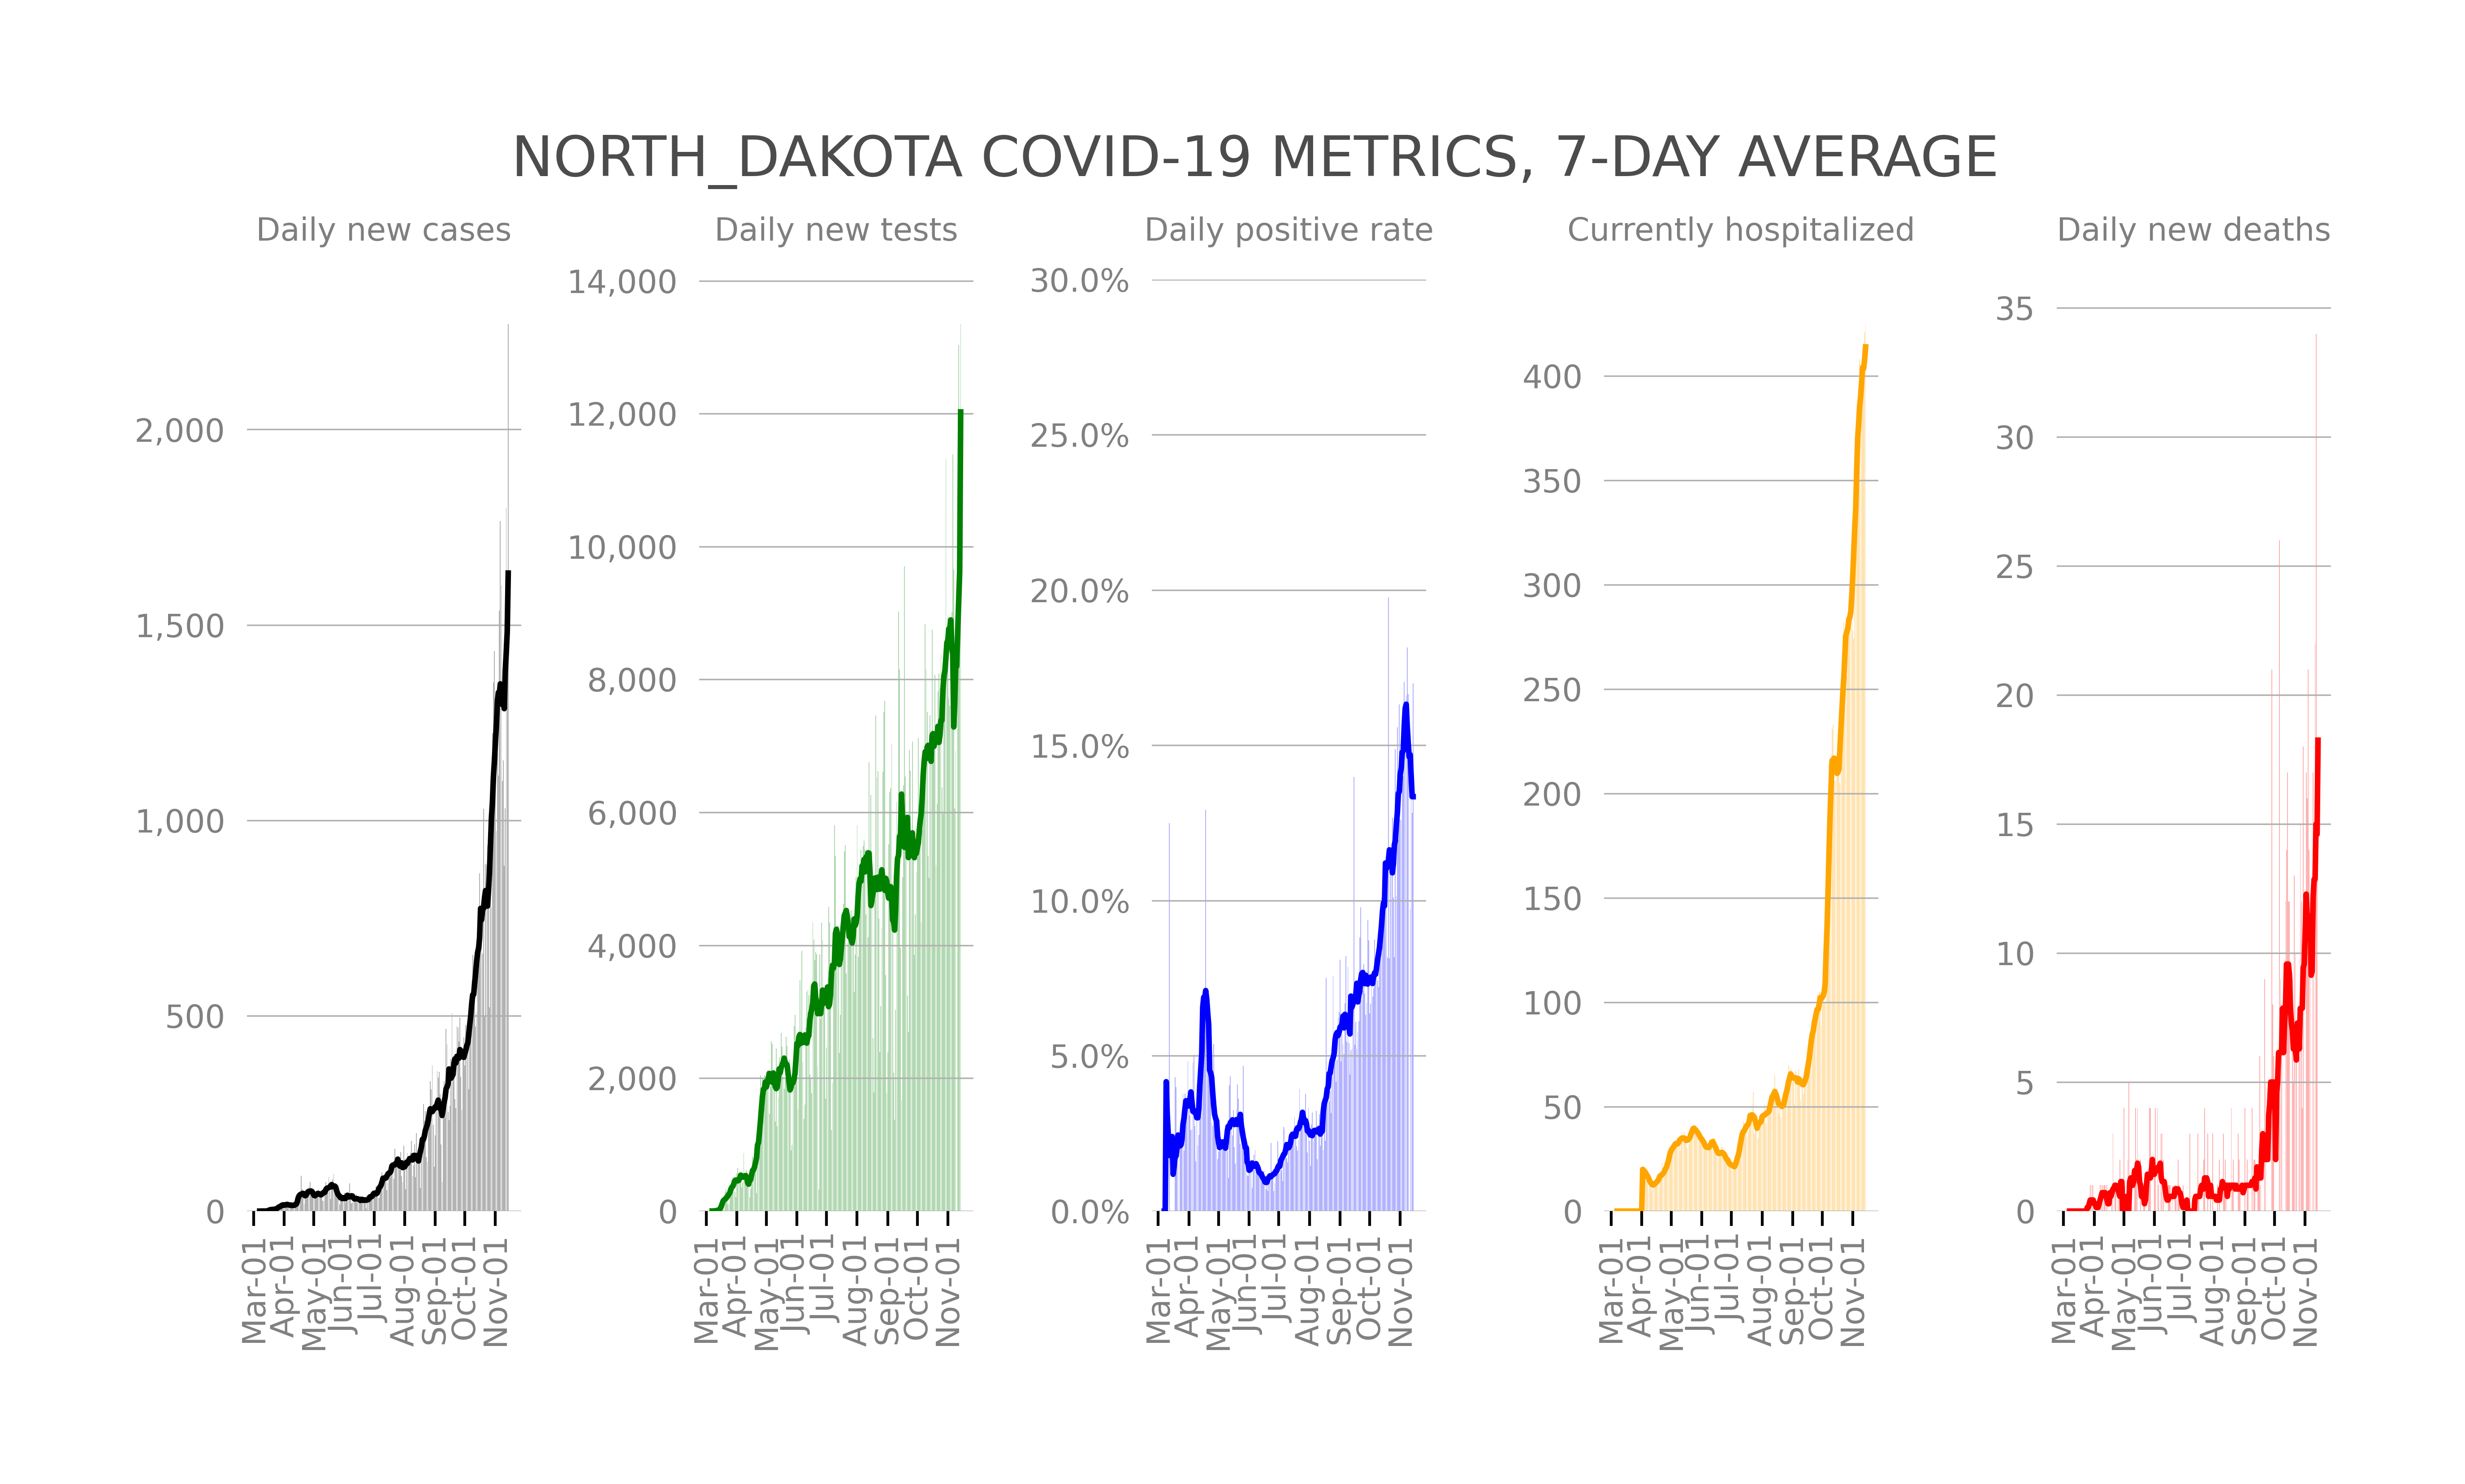 NORTH_DAKOTA COVID-19 METRICS, 7-DAY AVERAGE
Daily new cases
2,000
1,500
1,000
500
0
Mar-01
Apr-01
May-01
Jun-01
Jul-01
Aug-01
Sep-01
Oct-01
Nov-01
Daily new tests
14,000
12,000
10,000
8,000
6,000
4,000
2,000
0
Mar-01
Apr-01
May-01
Jun-01
Jul-01
Aug-01
Sep-01
Oct-01
Nov-01
Daily positive rate
30.0%
25.0%
20.0%
15.0%
10.0%
5.0%
0.0%
Mar-01
Apr-01
May-01
Jun-01
Jul-01
Aug-01
Sep-01
Oct-01
Nov-01
Currently hospitalized
400
350
300
250
200
150
100
50
0
Mar-01
Apr-01
May-01
Jun-01
Jul-01
Aug-01
Sep-01
Oct-01
Nov-01
Daily new deaths
35
30
25
20
15
10
5
0
Mar-01
Apr-01
May-01
Jun-01
Jul-01
Aug-01
Sep-01
Oct-01
Nov-01